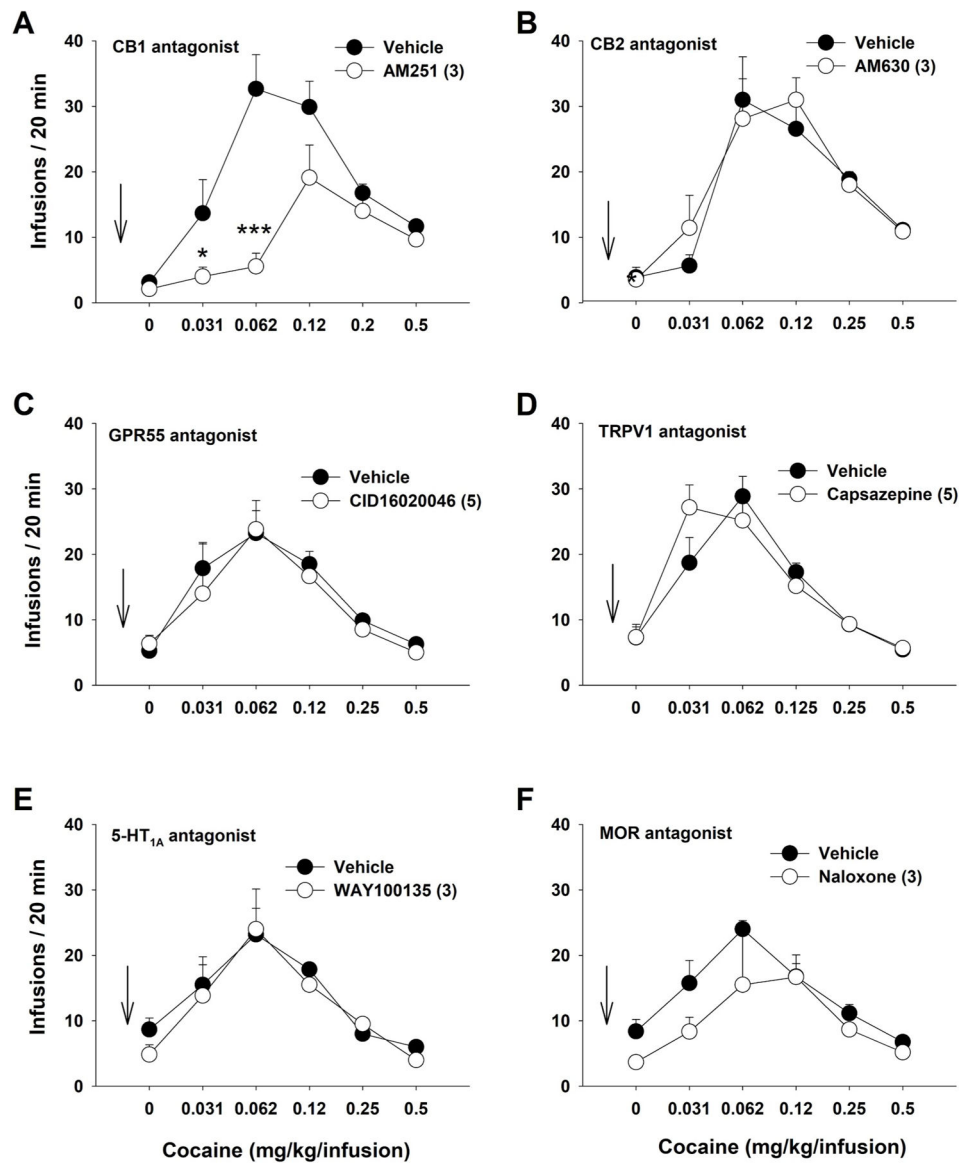 A
CB1 antagonist
Vehicle
AM251 (3)
Infusions / 20 min
40
30
20
10
0
*
***
0 0.031 0.062 0.12 0.2 0.5
B
CB2 antagonist
Vehicle
AM630 (3)
40
30
20
10
0
*
0 0.031 0.062 0.12 0.25 0.5
C
GPR55 antagonist
Vehicle
CID16020046 (5)
Infusions / 20 min
40
30
20
10
0
0 0.031 0.062 0.12 0.25 0.5
D
TRPV1 antagonist
Vehicle
Capsazepine (5)
40
30
20
10
0
0 0.031 0.062 0.125 0.25 0.5
E
5-HT1A antagonist
Vehicle
WAY100135 (3)
Infusions / 20 min
40
30
20
10
0
0 0.031 0.062 0.12 0.25 0.5
Cocaine (mg/kg/infusion)
F
MOR antagonist
Vehicle
Naloxone (3)
40
30
20
10
0
0 0.031 0.062 0.12 0.25 0.5
Cocaine (mg/kg/infusion)